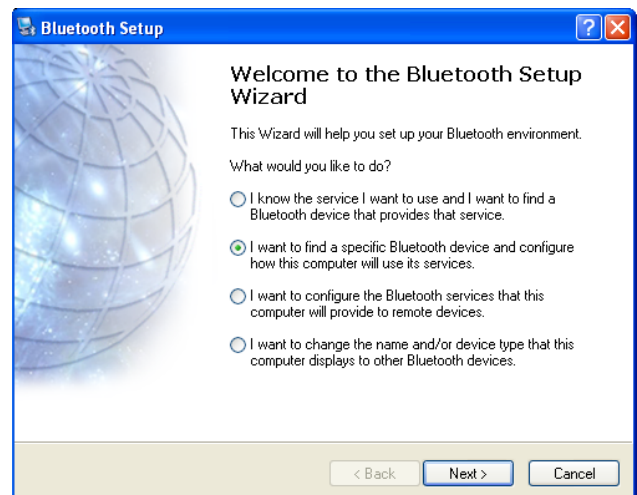 Bluetooth Setup
Welcome to the Bluetooth Setup
Wizard
This Wizard will help you set up your Bluetooth environment.
What would you like to do?
I know the service I want to use and I want to find a
Bluetooth device that provides that service.
I want to find a specific Bluetooth device and configure
how this computer will use its services.
I want to configure the Bluetooth services that this
computer will provide to remote devices.
I want to change the name and/or device type that this
computer displays to other Bluetooth devices.
< Back Next > Cancel